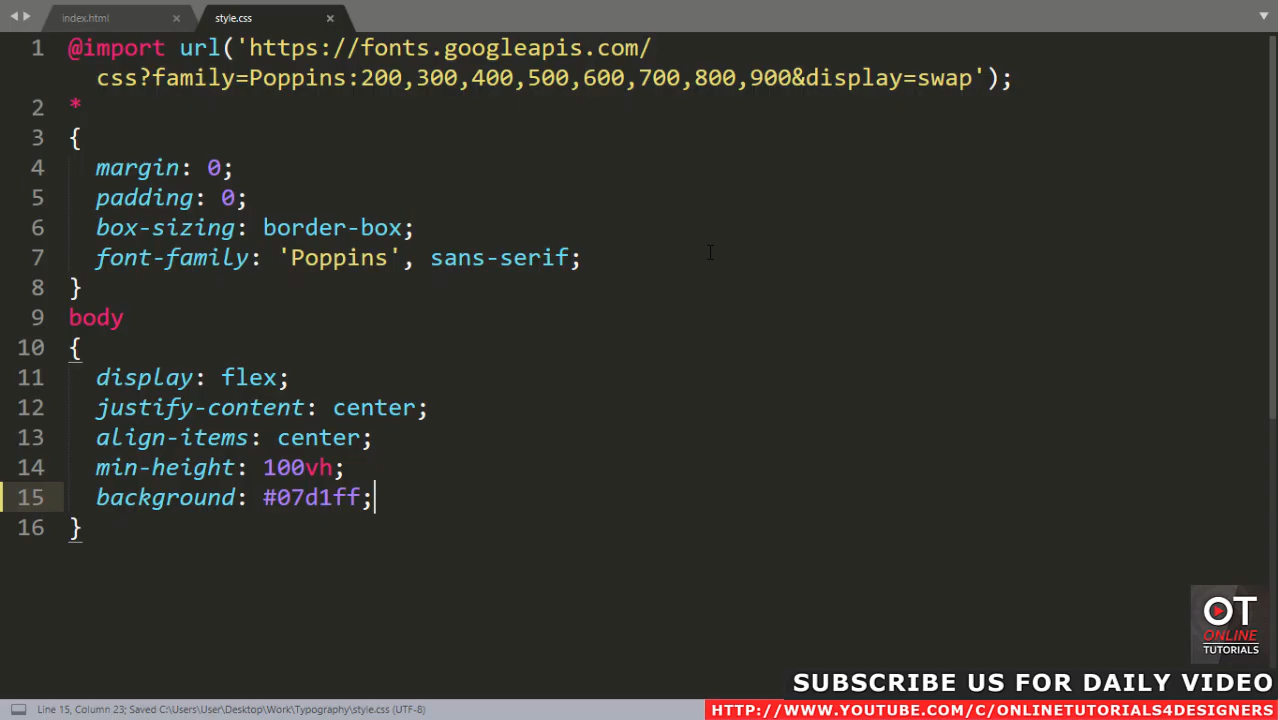 index.html
style.css
1 @import url('https://fonts.googleapis.com/
css?family=Poppins:200,300,400,500,600,700,800,900&display=swap');
2 *
3 {
4 margin: 0;
5 padding: 0;
6 box-sizing: border-box;
7 font-family: 'Poppins', sans-serif;
8 }
9 body
10 {
11 display: flex;
12 justify-content: center;
13 align-items: center;
14 min-height: 100vh;
15 background: #07d1ff;
16 }
OT
ONLINE
TUTORIALS
SUBSCRIBE US FOR DAILY VIDEO
Line 15, Column 23; Saved C:\Users\User\Desktop\Work\Typography\style.css (UTF-8)
HTTP://WWW.YOUTUBE.COM/C/ONLINETUTORIALS4DESIGNERS